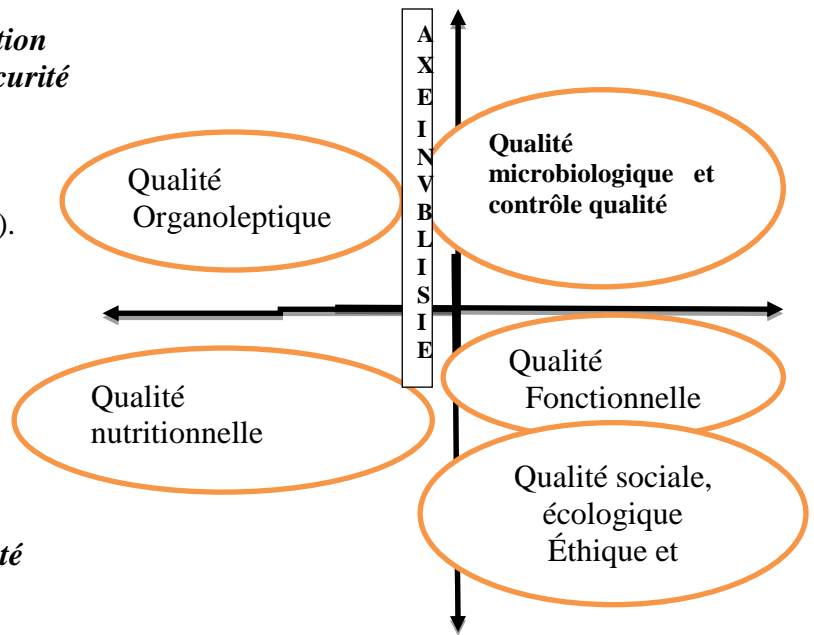 tion
curité
).
té
AXEINVBLISIE
Qualité
Organoleptique
Qualité
microbiologique et
contrôle qualité
Qualité
nutritionnelle
Qualité
Fonctionnelle
Qualité sociale,
écologique
Éthique et